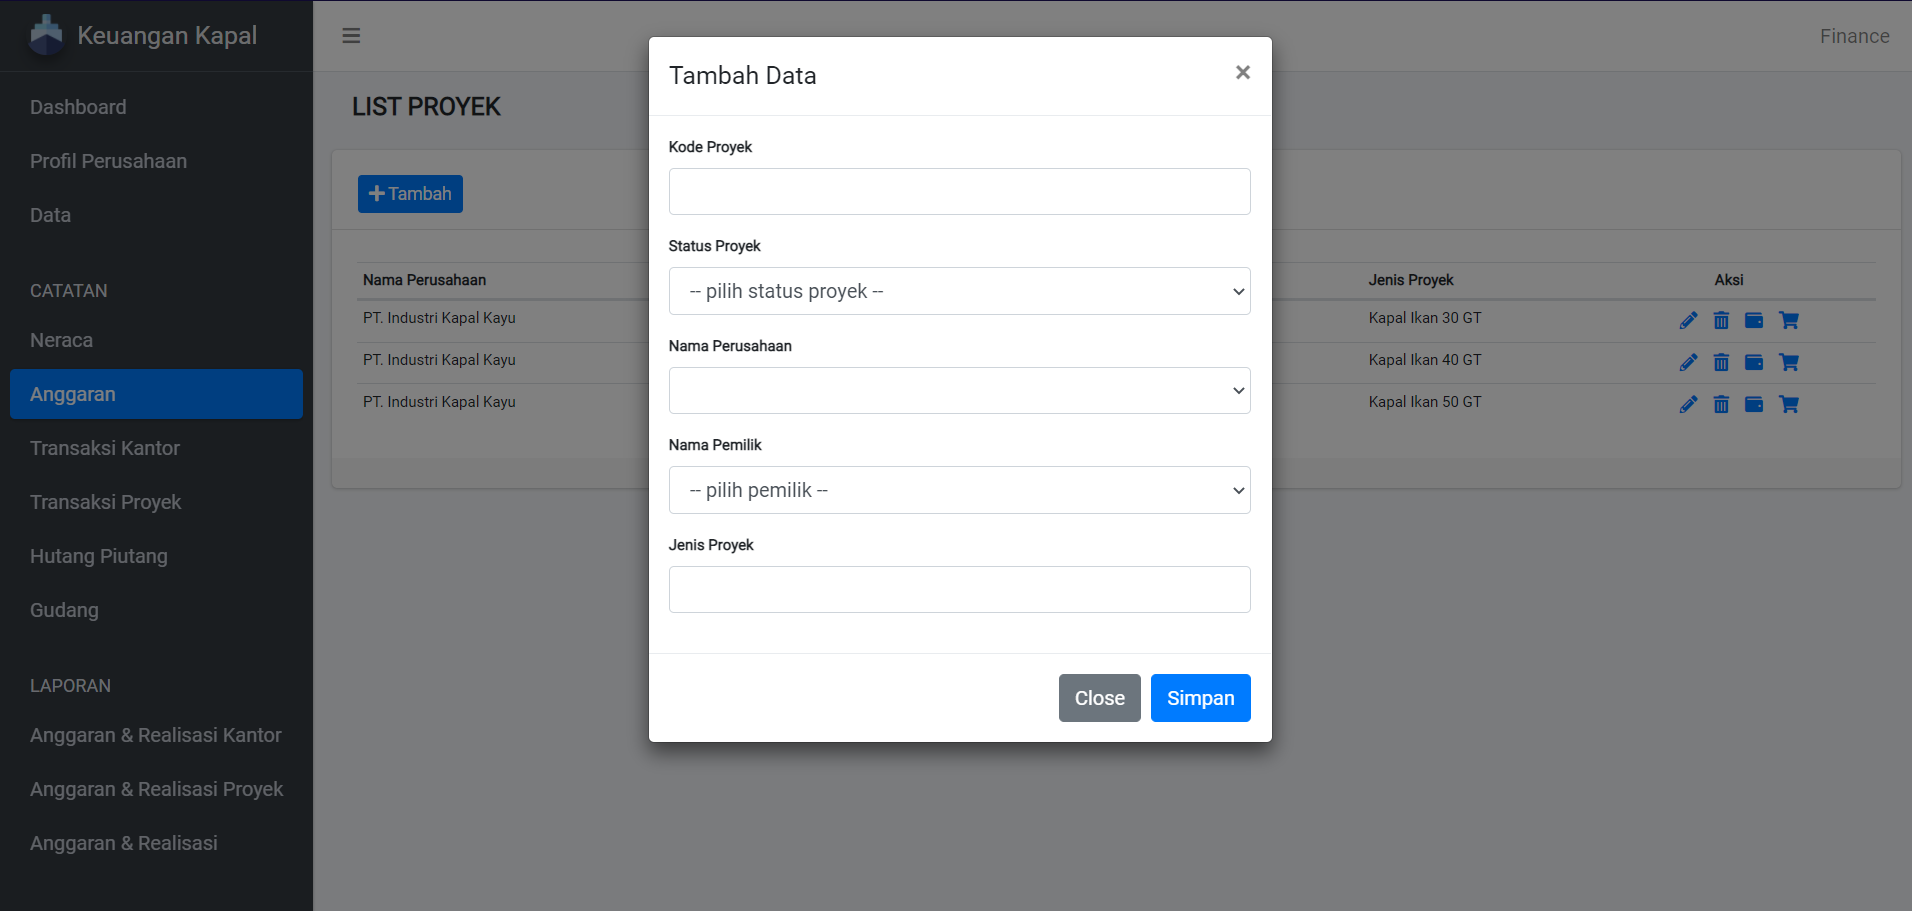 Keuangan Kapal
Dashboard
Profil Perusahaan
Data
CATATAN
Neraca
Anggaran
Transaksi Kantor
Transaksi Proyek
Hutang Piutang
Gudang
LAPORAN
Anggaran & Realisasi Kantor
Anggaran & Realisasi Proyek
Anggaran & Realisasi
Finance
LIST PROYEK
Tambah
Nama Perusahaan
Jenis Proyek
Aksi
PT. Industri Kapal Kayu
Kapal Ikan 30 GT
PT. Industri Kapal Kayu
Kapal Ikan 40 GT
PT. Industri Kapal Kayu
Kapal Ikan 50 GT
Tambah Data
×
Kode Proyek
Status Proyek
-- pilih status proyek --
Nama Perusahaan
Nama Pemilik
-- pilih pemilik --
Jenis Proyek
Close
Simpan